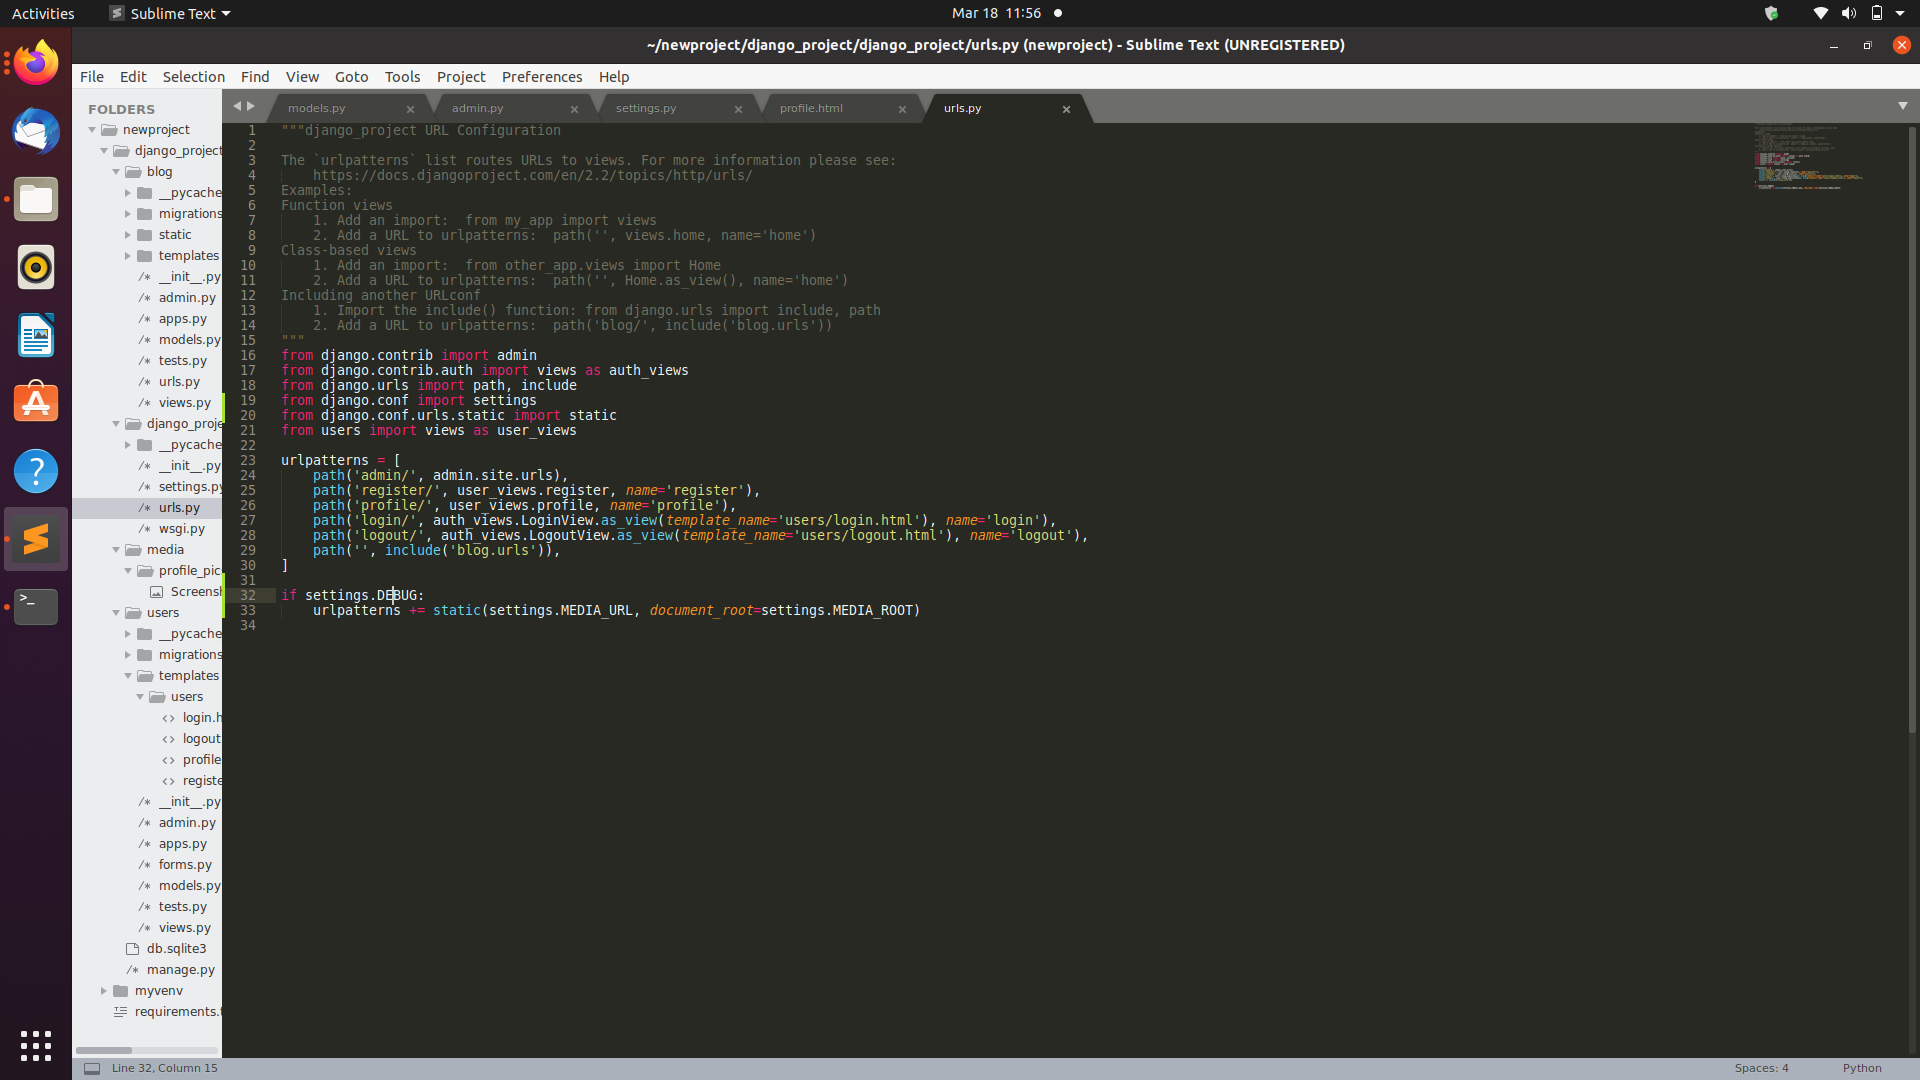 Activities
Sublime Text
Mar 18 11:56
~/newproject/django_project/django_project/urls.py (newproject) - Sublime Text (UNREGISTERED)
File Edit Selection Find View Goto Tools Project Preferences Help
FOLDERS
newproject
django_project
blog
__pycache
migrations
static
templates
__init__.py
admin.py
apps.py
models.py
tests.py
urls.py
views.py
django_proje
__pycache
__init__.py
settings.py
urls.py
wsgi.py
media
profile_pic
Screensh
users
__pycache
migrations
templates
users
login.h
logout
profile
registe
__init__.py
admin.py
apps.py
forms.py
models.py
tests.py
views.py
db.sqlite3
manage.py
myvenv
requirements.t
models.py admin.py settings.py profile.html urls.py
1 """django_project URL Configuration
2
3 The `urlpatterns` list routes URLs to views. For more information please see:
4     https://docs.djangoproject.com/en/2.2/topics/http/urls/
5 Examples:
6 Function views
7     1. Add an import:  from my_app import views
8     2. Add a URL to urlpatterns:  path('', views.home, name='home')
9 Class-based views
10     1. Add an import:  from other_app.views import Home
11     2. Add a URL to urlpatterns:  path('', Home.as_view(), name='home')
12 Including another URLconf
13     1. Import the include() function: from django.urls import include, path
14     2. Add a URL to urlpatterns:  path('blog/', include('blog.urls'))
15 """
16 from django.contrib import admin
17 from django.contrib.auth import views as auth_views
18 from django.urls import path, include
19 from django.conf import settings
20 from django.conf.urls.static import static
21 from users import views as user_views
22
23 urlpatterns = [
24     path('admin/', admin.site.urls),
25     path('register/', user_views.register, name='register'),
26     path('profile/', user_views.profile, name='profile'),
27     path('login/', auth_views.LoginView.as_view(template_name='users/login.html'), name='login'),
28     path('logout/', auth_views.LogoutView.as_view(template_name='users/logout.html'), name='logout'),
29     path('', include('blog.urls')),
30 ]
31
32 if settings.DEBUG:
33     urlpatterns += static(settings.MEDIA_URL, document_root=settings.MEDIA_ROOT)
34
Line 32, Column 15
Spaces: 4
Python